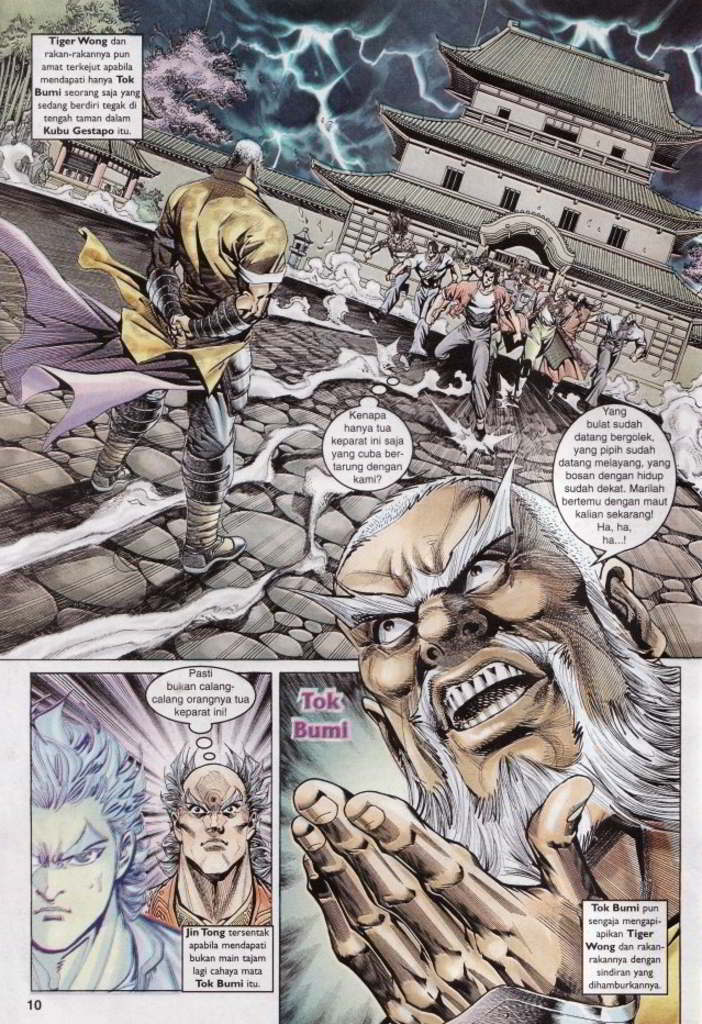 Tiger Wong dan
rakan-rakannya pun
amat terkejut apabila
mendapati hanya Tok
Bumi seorang saja yang
sedang berdiri tegak di
tengah taman dalam
Kubu Gestapo itu.
Kenapa
hanya tua
keparat ini saja
yang cuba ber-
tarung dengan
kami?
Yang
bulat sudah
datang bergolek,
yang pipih sudah
datang melayang, yang
bosan dengan hidup
sudah dekat. Marilah
bertemu dengan maut
kalian sekarang!
Ha, ha,
ha...!
Pasti
bukan calang-
calang orangnya tua
keparat ini!
Jin Tong tersentak
apabila mendapati
bukan main tajam
lagi cahaya mata
Tok Bumi itu.
Tok
Bumi
Tok Bumi pun
sengaja mengapi-
apikan Tiger
Wong dan rakan-
rakannya dengan
sindiran yang
dihamburkannya.
10